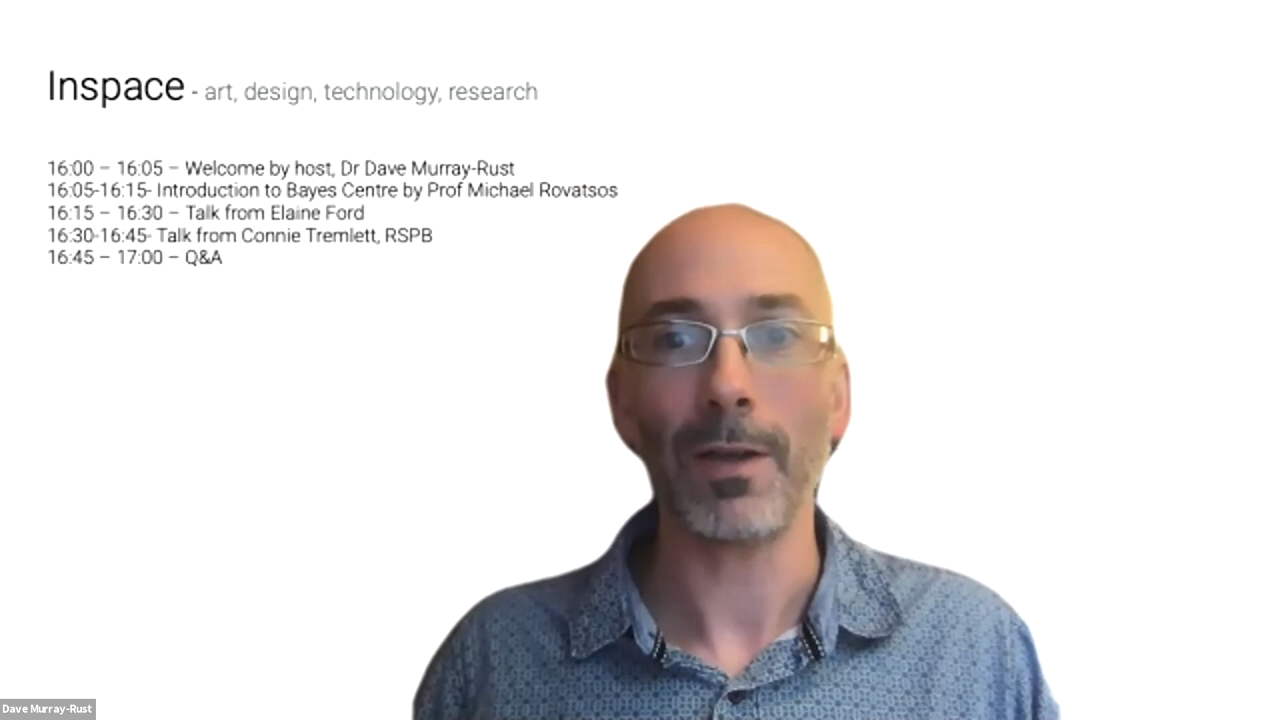 Inspace - art, design, technology, research
16:00 – 16:05 – Welcome by host, Dr Dave Murray-Rust
16:05-16:15- Introduction to Bayes Centre by Prof Michael Rovatsos
16:15 – 16:30 – Talk from Elaine Ford
16:30-16:45- Talk from Connie Tremlett, RSPB
16:45 – 17:00 – Q&A
Dave Murray-Rust